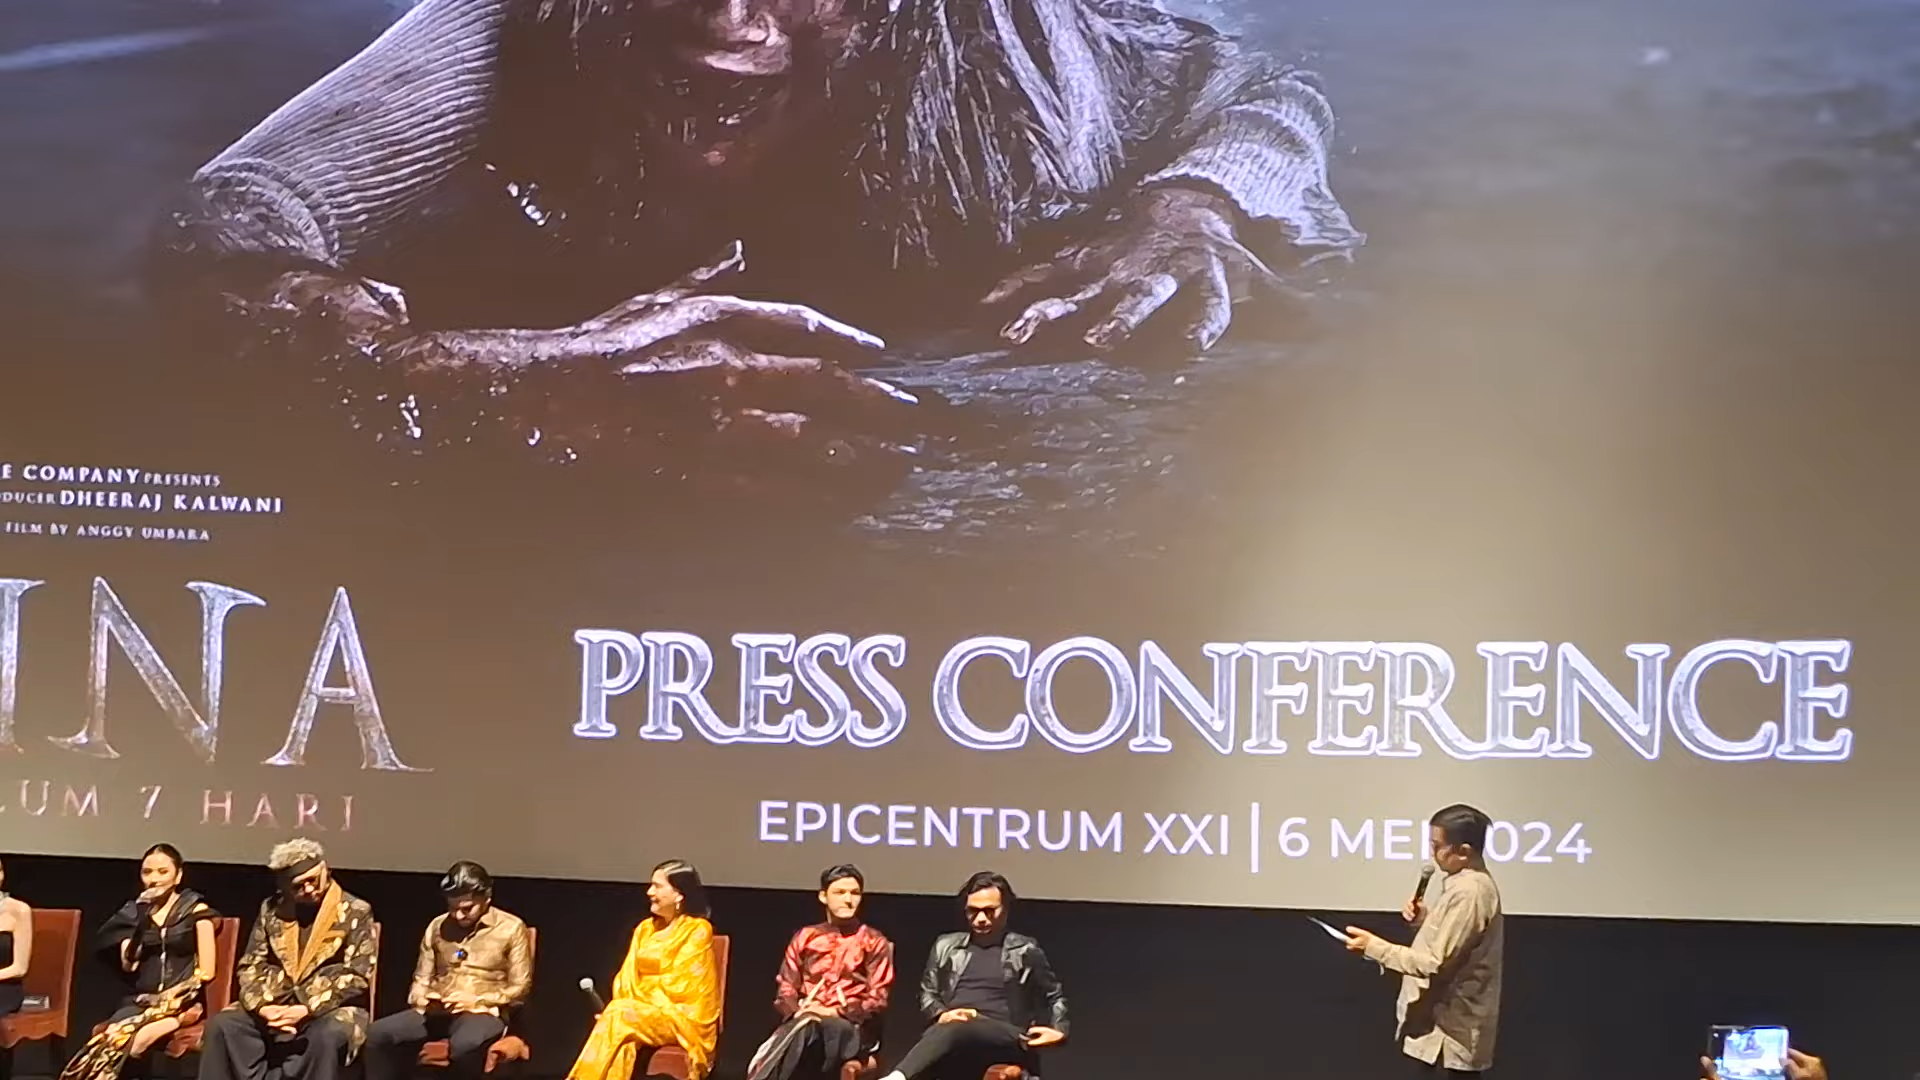 E COMPANY PRESENTS
DUCER DHEERAJ KALWANI
FILM BY ANGGY UMBARA
INA
LUM 7 HARI
PRESS CONFERENCE
EPICENTRUM XXI | 6 MEI 024